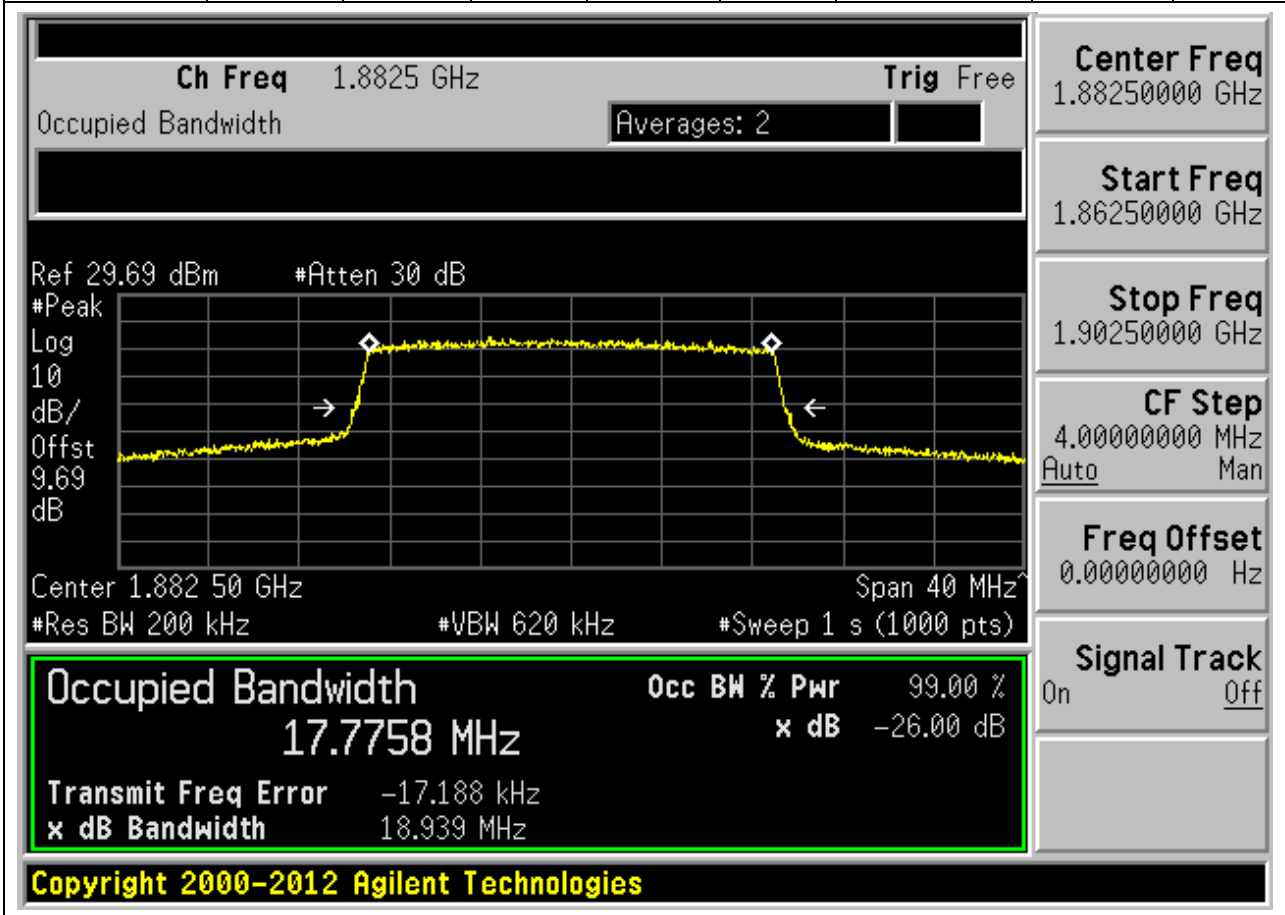 Ch Freq 1.8825 GHz Trig Free
Occupied Bandwidth Averages: 2
Ref 29.69 dBm #Atten 30 dB
#Peak
Log
10
dB/
Offst
9.69
dB
Center 1.882 50 GHz Span 40 MHz^
#Res BW 200 kHz #VBW 620 kHz #Sweep 1 s (1000 pts)
Occupied Bandwidth Occ BW % Pwr 99.00 %
17.7758 MHz x dB -26.00 dB
Transmit Freq Error -17.188 kHz
x dB Bandwidth 18.939 MHz
Center Freq
1.88250000 GHz
Start Freq
1.86250000 GHz
Stop Freq
1.90250000 GHz
CF Step
4.00000000 MHz
Auto Man
Freq Offset
0.00000000 Hz
Signal Track
On Off
Copyright 2000-2012 Agilent Technologies